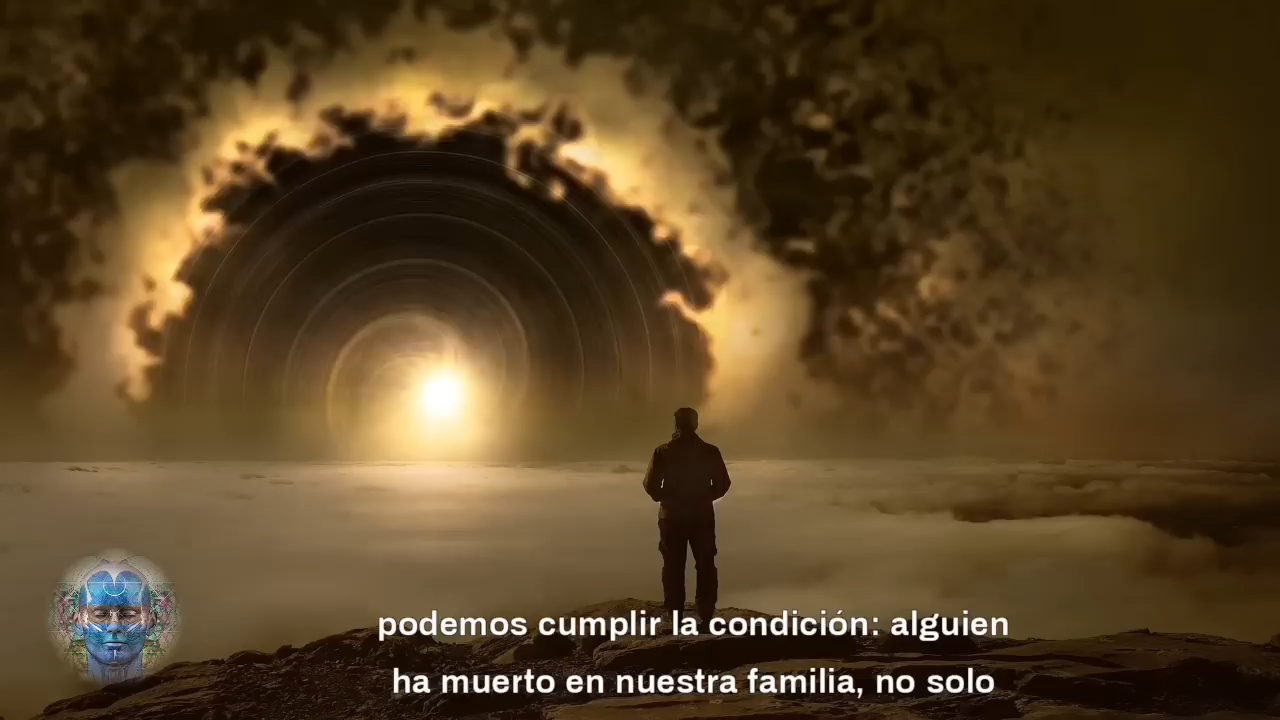 podemos cumplir la condición: alguien
ha muerto en nuestra familia, no solo